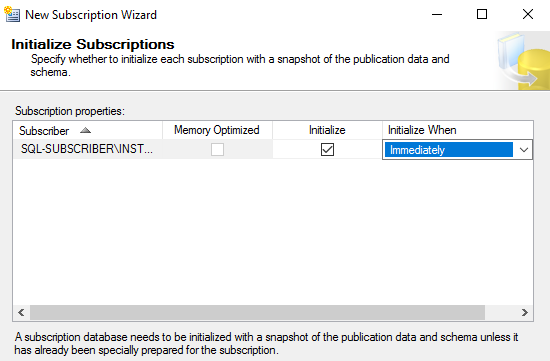 New Subscription Wizard
Initialize Subscriptions
Specify whether to initialize each subscription with a snapshot of the publication data and
schema.
Subscription properties:
Subscriber Memory Optimized Initialize Initialize When
SQL-SUBSCRIBER\INST... Immediately
A subscription database needs to be initialized with a snapshot of the publication data and schema unless it
has already been specially prepared for the subscription.